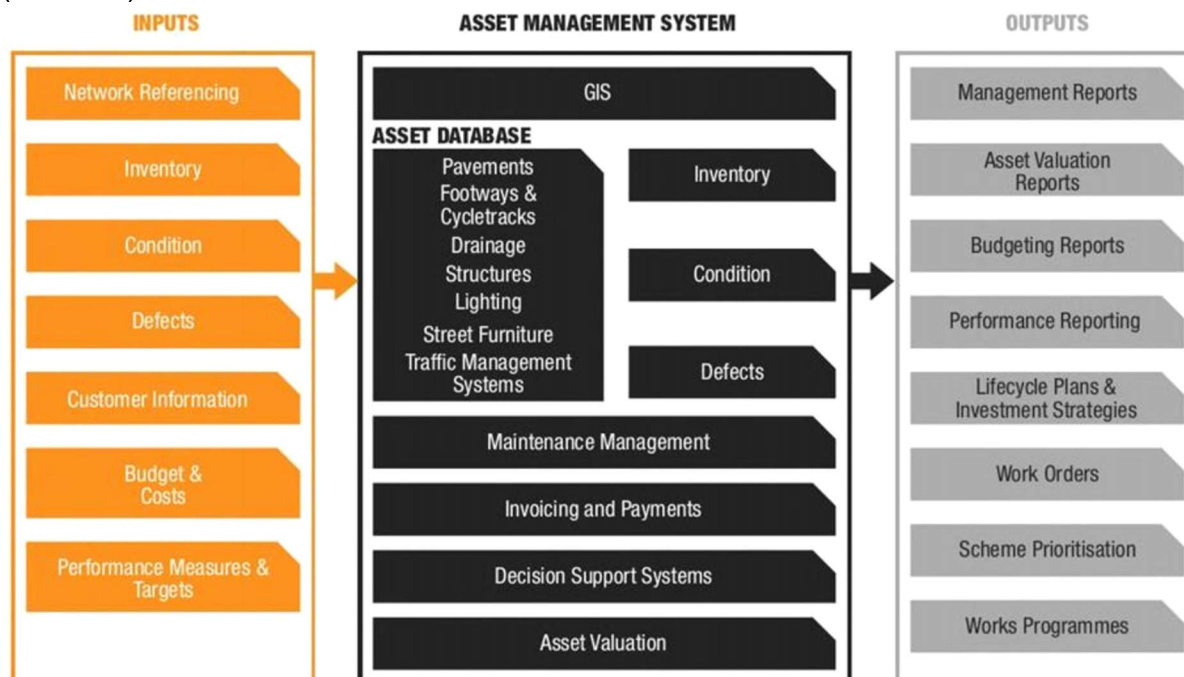 INPUTS
Network Referencing
Inventory
Condition
Defects
Customer Information
Budget &
Costs
Performance Measures &
Targets
ASSET MANAGEMENT SYSTEM
GIS
ASSET DATABASE
Pavements
Footways &
Cycletracks
Drainage
Structures
Lighting
Street Furniture
Traffic Management
Systems
Inventory
Condition
Defects
Maintenance Management
Invoicing and Payments
Decision Support Systems
Asset Valuation
OUTPUTS
Management Reports
Asset Valuation
Reports
Budgeting Reports
Performance Reporting
Lifecycle Plans &
Investment Strategies
Work Orders
Scheme Prioritisation
Works Programmes